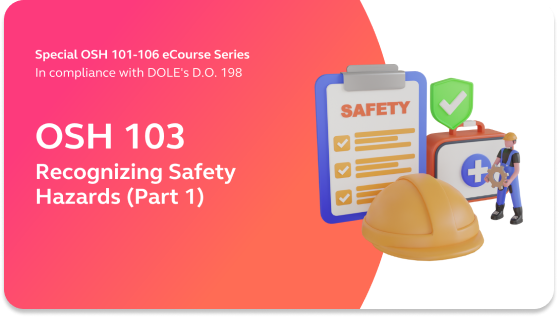 Special OSH 101-106 eCourse Series
In compliance with DOLE's D.O. 198
OSH 103
Recognizing Safety
Hazards (Part 1)
SAFETY